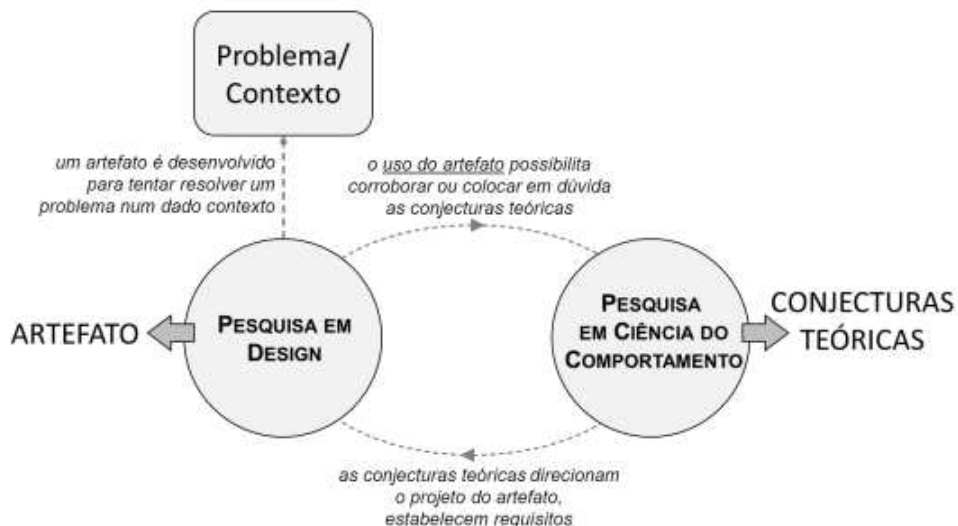 Problema/
Contexto
um artefato é desenvolvido
para tentar resolver um
problema num dado contexto
o uso do artefato possibilita
corroborar ou colocar em dúvida
as conjecturas teóricas
ARTEFATO
PESQUISA EM
DESIGN
PESQUISA
EM CIÊNCIA DO
COMPORTAMENTO
CONJECTURAS
TEÓRICAS
as conjecturas teóricas direcionam
o projeto do artefato,
estabelecem requisitos